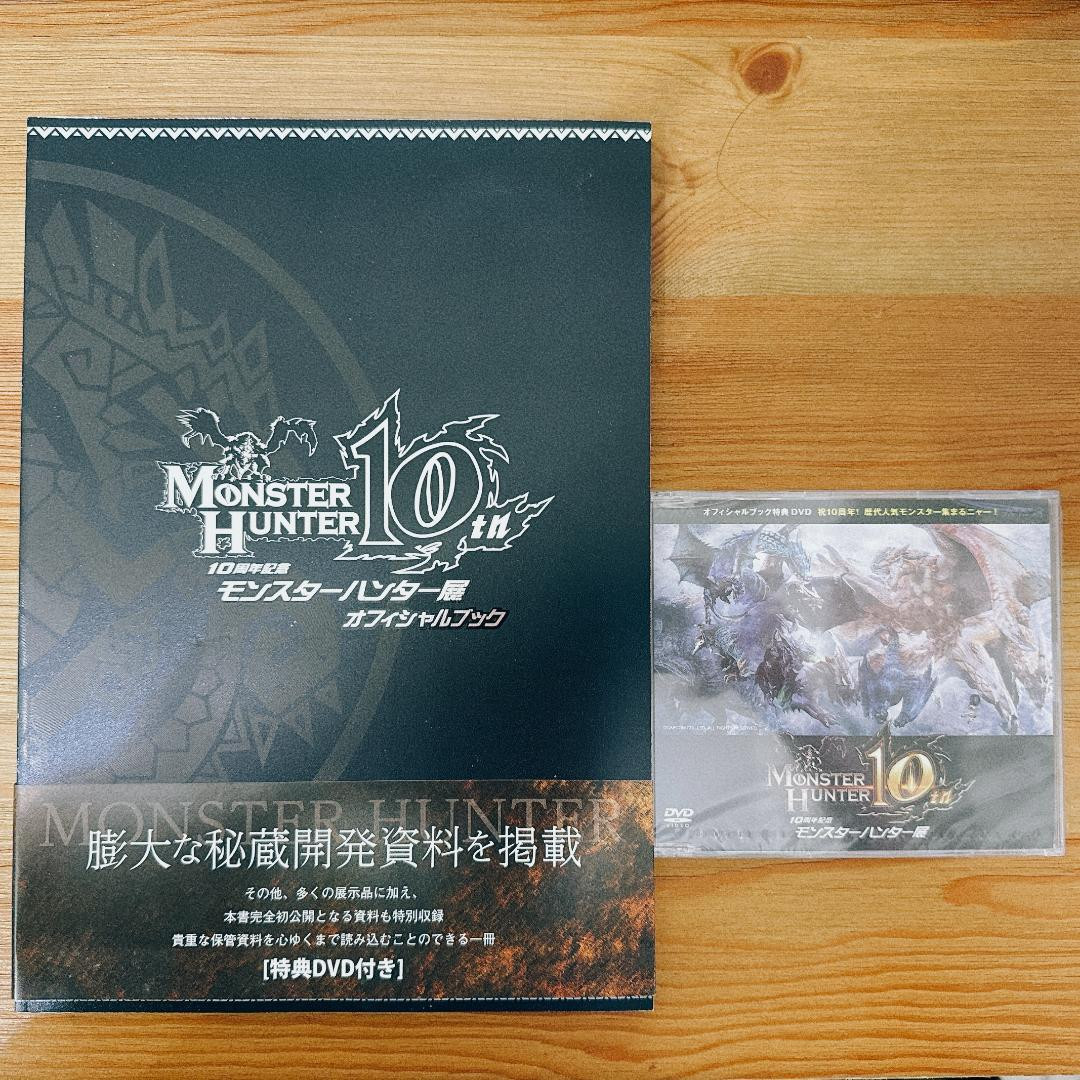 MONSTER
HUNTER
10th
10周年記念
モンスターハンター展
オフィシャルブック
MONSTER HUNTER
膨大な秘蔵開発資料を掲載
その他、多くの展示品に加え、
本書完全初公開となる資料も特別収録
貴重な保管資料を心ゆくまで読み込むことのできる一冊
[特典DVD付き]
オフィシャルブック特典DVD 祝10周年! 歴代人気モンスター集まるニャー!
MONSTER
HUNTER
10th
DVD
VIDEO
10周年記念
モンスターハンター展